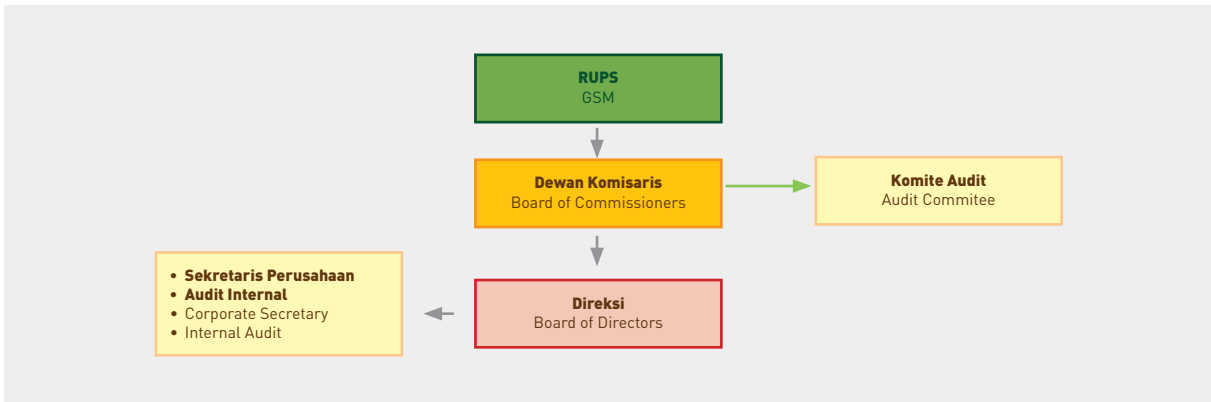 RUPS
GSM
Dewan Komisaris
Board of Commissioners
Komite Audit
Audit Commitee
• Sekretaris Perusahaan
• Audit Internal
• Corporate Secretary
• Internal Audit
Direksi
Board of Directors